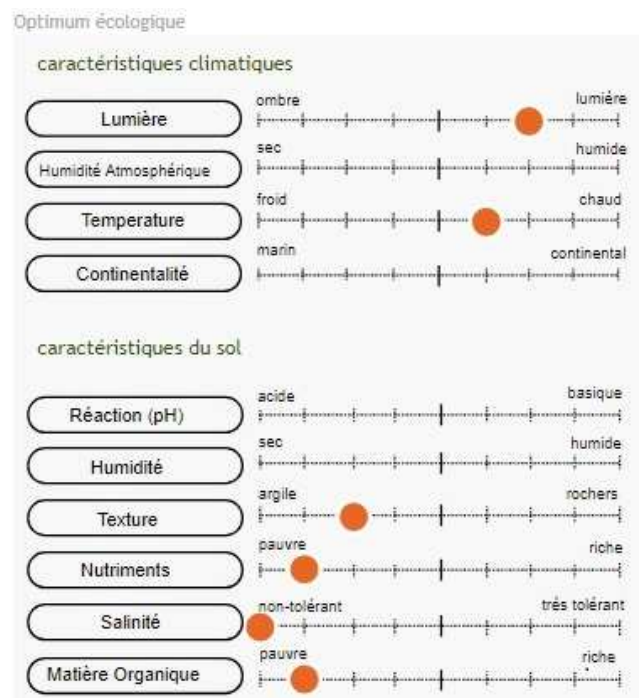 Optimum écologique
caractéristiques climatiques
Lumière ombre lumière
Humidité Atmosphérique sec humide
Temperature froid chaud
Continentalité marin continental
caractéristiques du sol
Réaction (pH) acide basique
Humidité sec humide
Texture argile rochers
Nutriments pauvre riche
Salinité non-tolérant très tolérant
Matière Organique pauvre riche